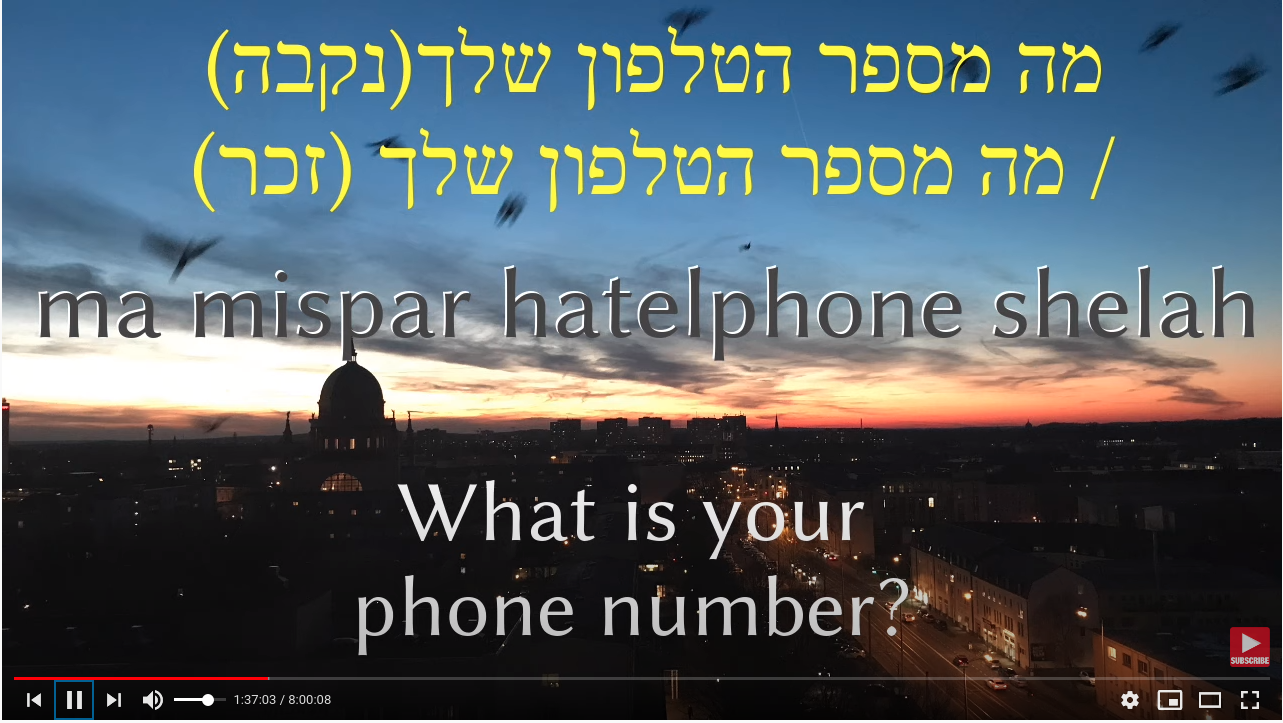 מה מספר הטלפון שלך(נקבה)
/ מה מספר הטלפון שלך (זכר)
ma mispar hatelphone shelah
What is your
phone number?
SUBSCRIBE
1:37:03 / 8:00:08